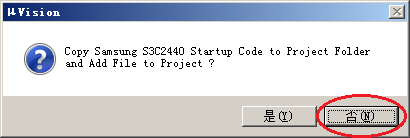 μVision
Copy Samsung S3C2440 Startup Code to Project Folder
and Add File to Project ?
是(Y)
否(N)